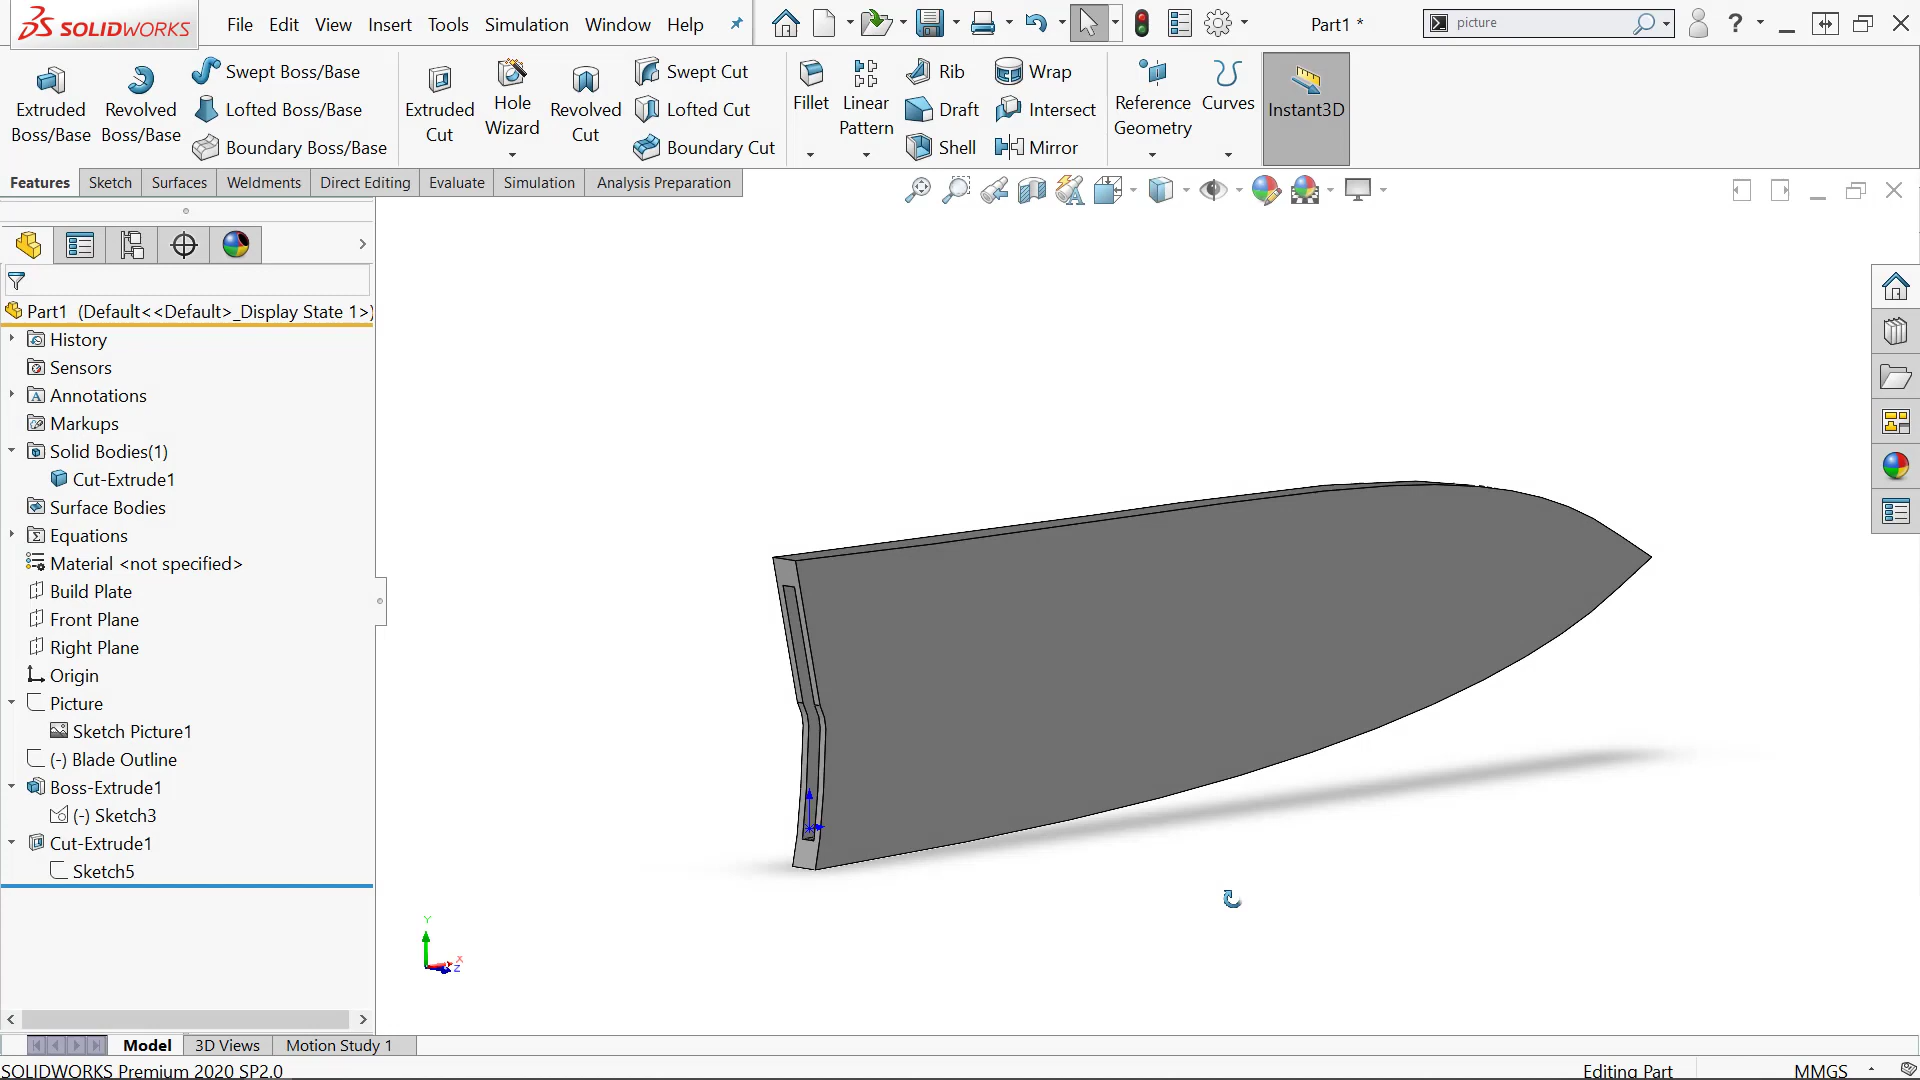 SOLIDWORKS File Edit View Insert Tools Simulation Window Help Part1 * picture ?
Extruded Boss/Base
Revolved Boss/Base
Swept Boss/Base
Lofted Boss/Base
Boundary Boss/Base
Extruded Cut
Hole Wizard
Revolved Cut
Swept Cut
Lofted Cut
Boundary Cut
Fillet
Linear Pattern
Rib
Draft
Shell
Wrap
Intersect
Mirror
Reference Geometry
Curves
Instant3D
Features Sketch Surfaces Weldments Direct Editing Evaluate Simulation Analysis Preparation
Part1 (Default<<Default>_Display State 1>)
History
Sensors
Annotations
Markups
Solid Bodies(1)
Cut-Extrude1
Surface Bodies
Equations
Material <not specified>
Build Plate
Front Plane
Right Plane
Origin
Picture
Sketch Picture1
(-) Blade Outline
Boss-Extrude1
(-) Sketch3
Cut-Extrude1
Sketch5
Y
X
Z
Model 3D Views Motion Study 1
SOLIDWORKS Premium 2020 SP2.0 Editing Part MMGS